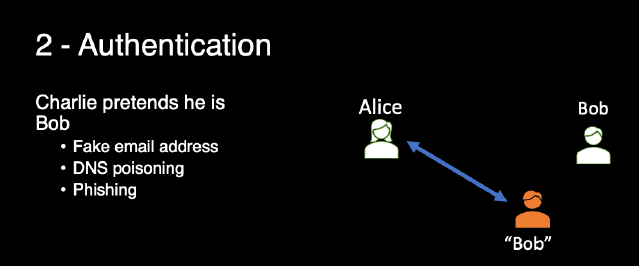 2 - Authentication
Charlie pretends he is
Bob
• Fake email address
• DNS poisoning
• Phishing
Alice
Bob
“Bob”